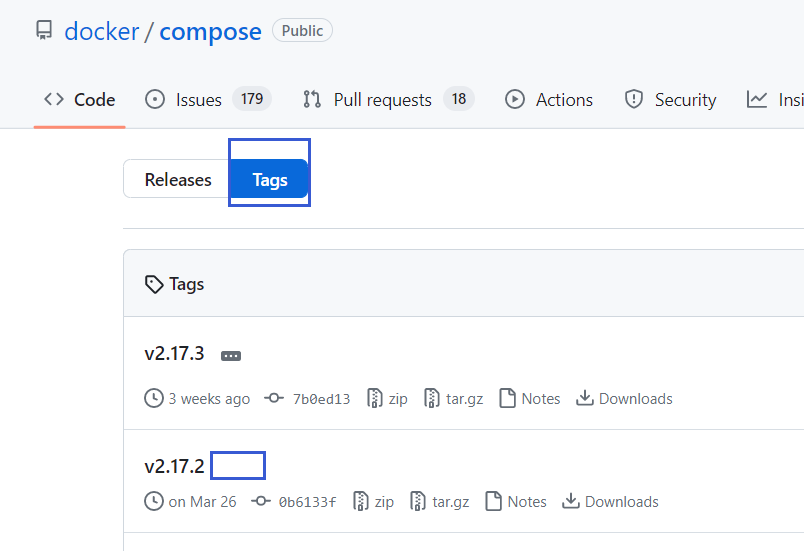 docker / compose Public
Code Issues 179 Pull requests 18 Actions Security Insi
Releases Tags
Tags
v2.17.3 ...
3 weeks ago 7b0ed13 zip tar.gz Notes Downloads
v2.17.2
on Mar 26 0b6133f zip tar.gz Notes Downloads